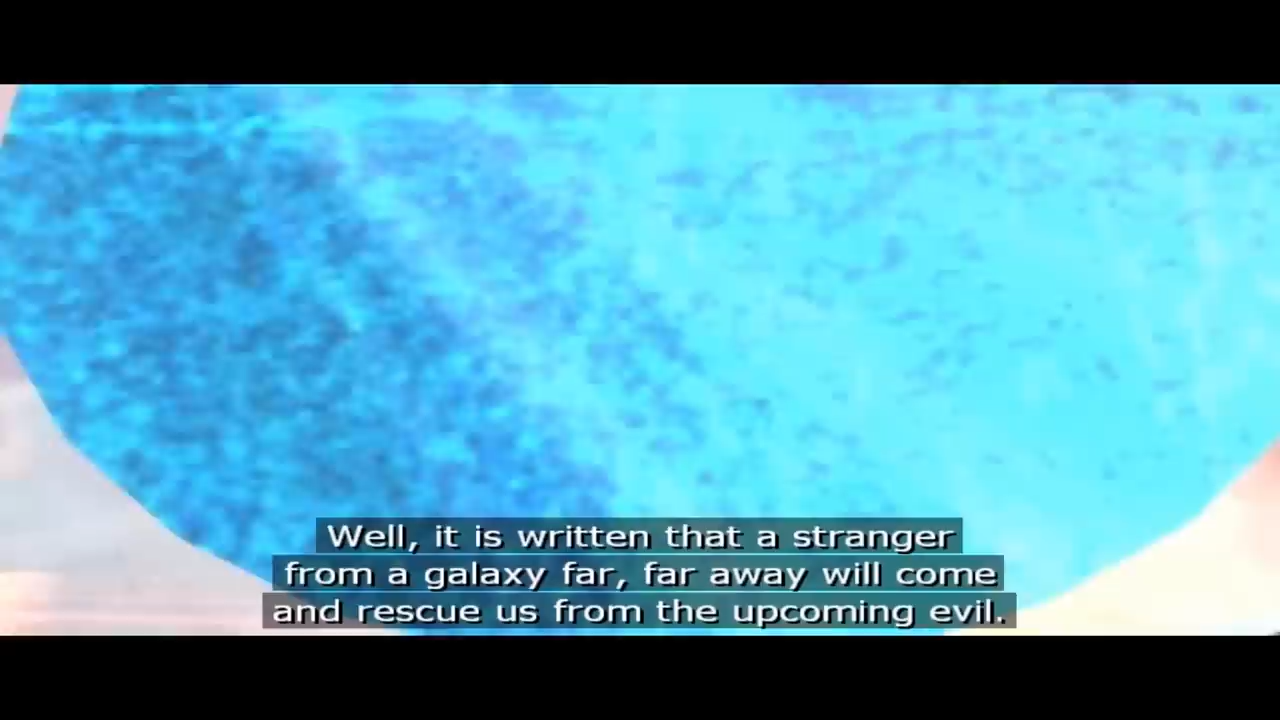 Well, it is written that a stranger
from a galaxy far, far away will come
and rescue us from the upcoming evil.